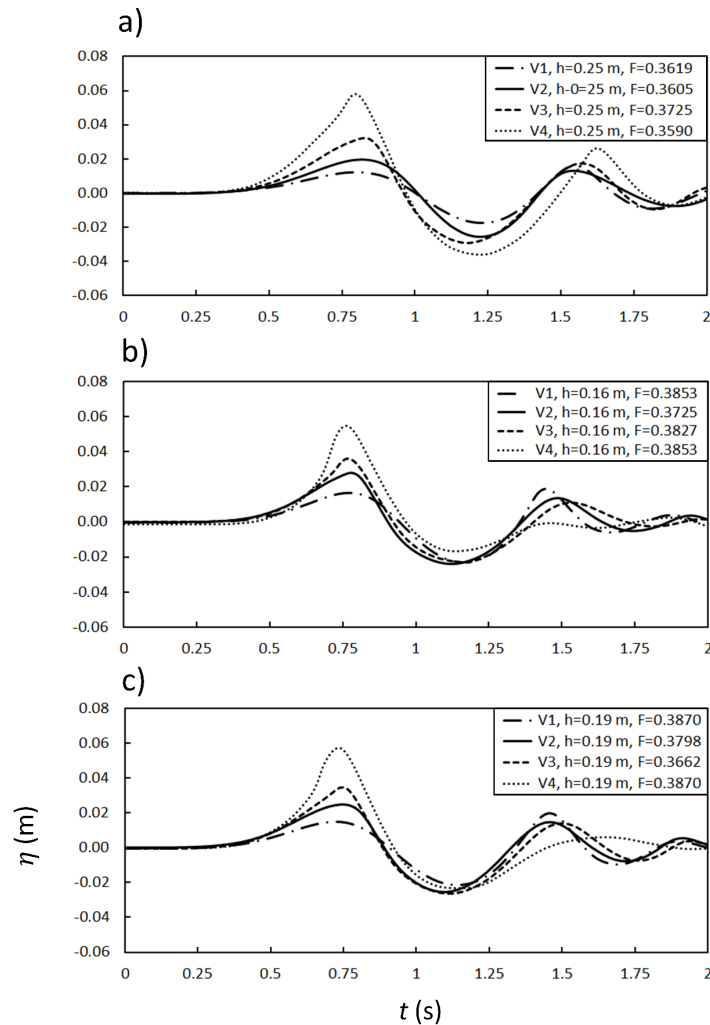 a)
0.08
0.06
0.04
0.02
0.00
-0.02
-0.04
-0.06
V1, h=0.25 m, F=0.3619
V2, h-0=25 m, F=0.3605
V3, h=0.25 m, F=0.3725
V4, h=0.25 m, F=0.3590
0 0.25 0.5 0.75 1 1.25 1.5 1.75 2
b)
0.08
0.06
0.04
0.02
0.00
-0.02
-0.04
-0.06
V1, h=0.16 m, F=0.3853
V2, h=0.16 m, F=0.3725
V3, h=0.16 m, F=0.3827
V4, h=0.16 m, F=0.3853
0 0.25 0.5 0.75 1 1.25 1.5 1.75 2
c)
0.08
0.06
0.04
0.02
0.00
-0.02
-0.04
-0.06
V1, h=0.19 m, F=0.3870
V2, h=0.19 m, F=0.3798
V3, h=0.19 m, F=0.3662
V4, h=0.19 m, F=0.3870
0 0.25 0.5 0.75 1 1.25 1.5 1.75 2
η (m)
t (s)